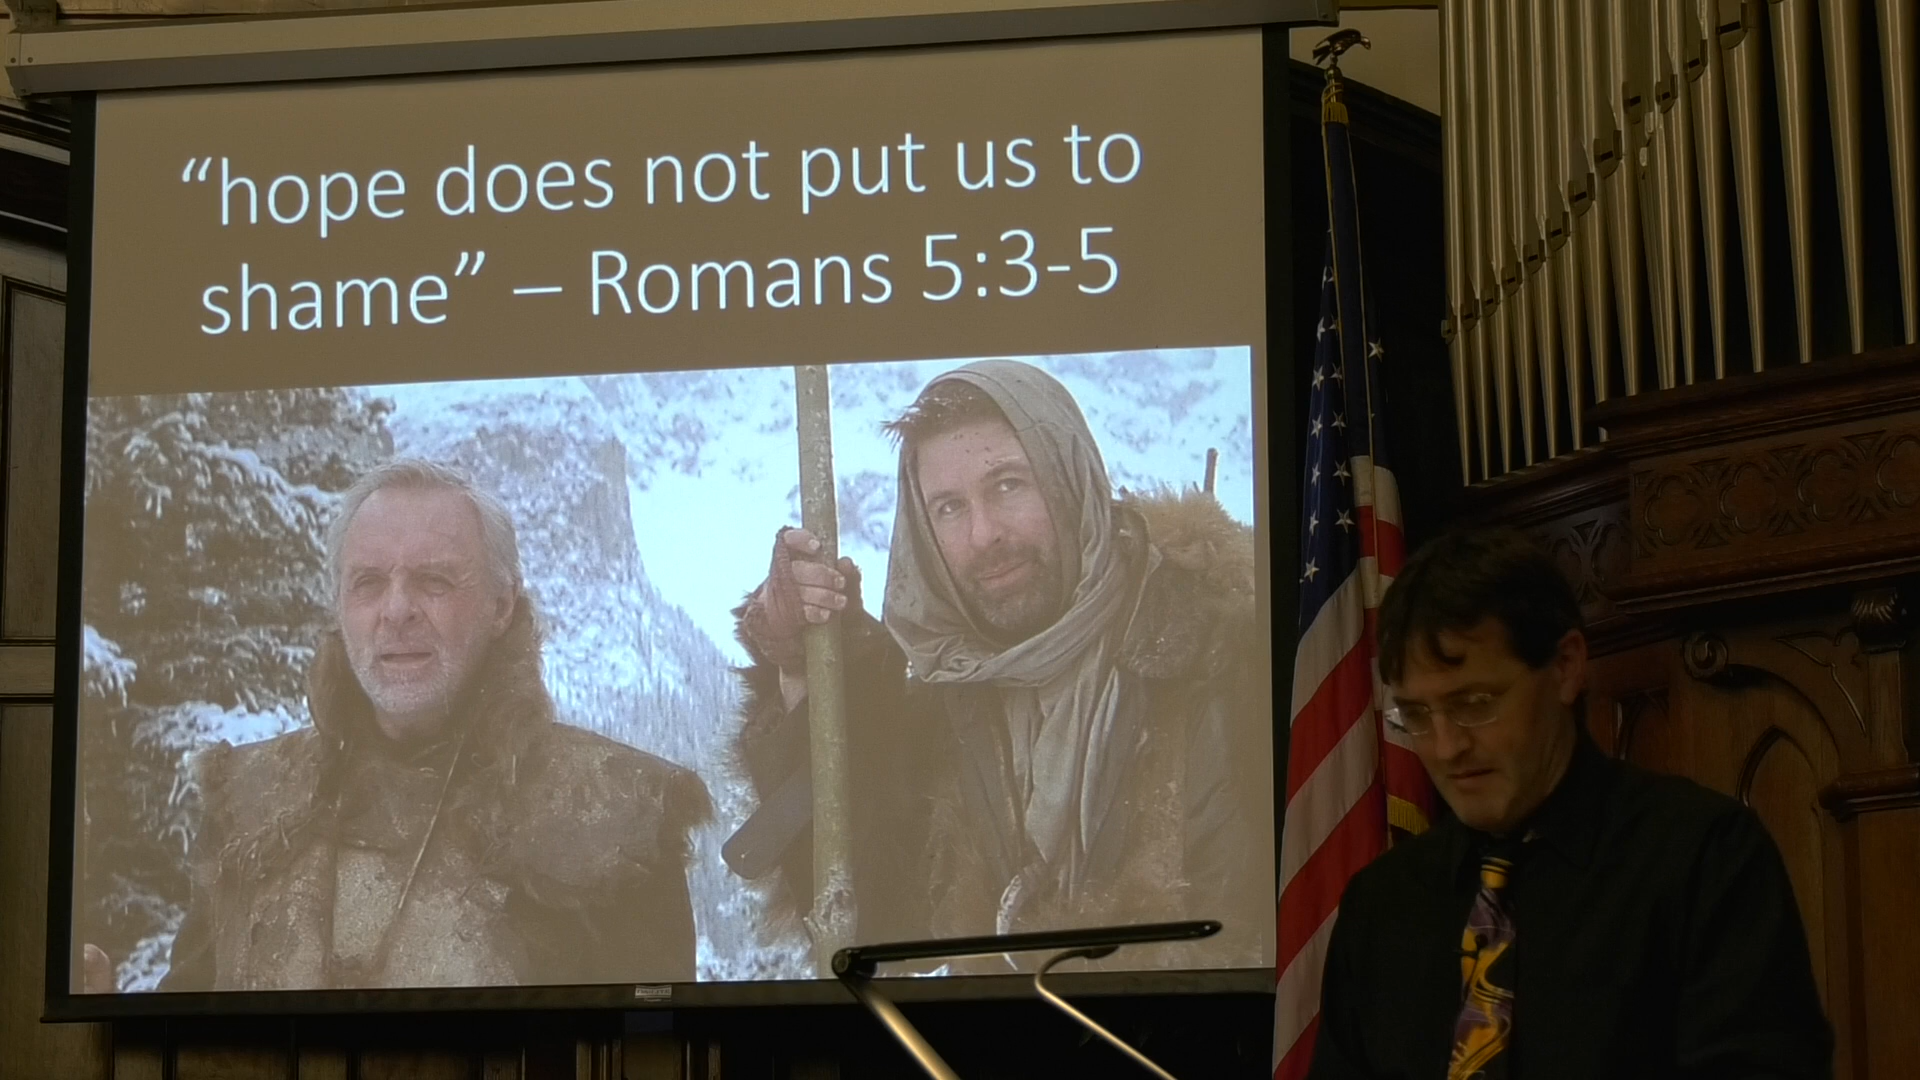 “hope does not put us to
shame” – Romans 5:3-5